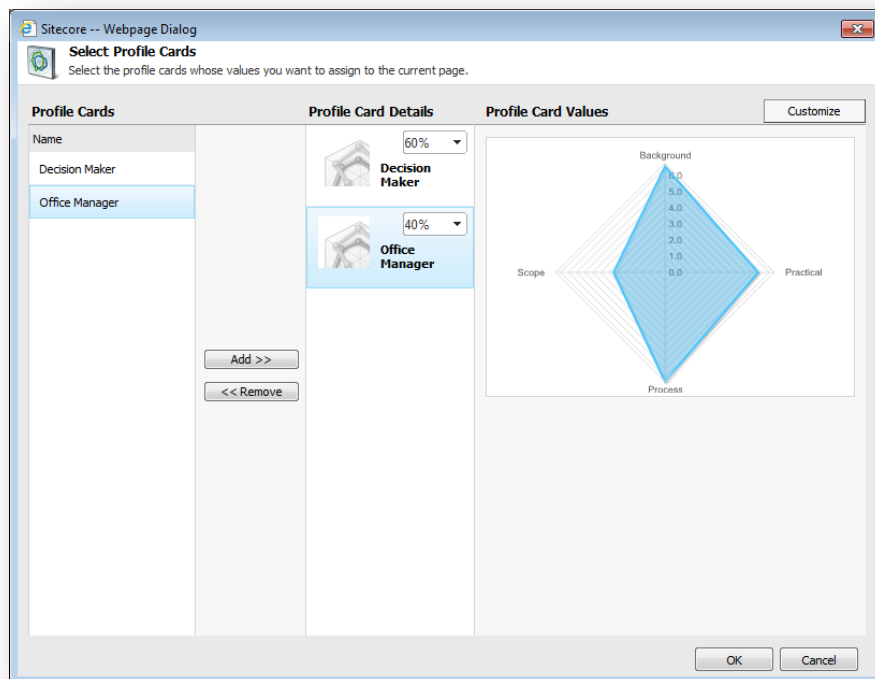 Sitecore -- Webpage Dialog
Select Profile Cards
Select the profile cards whose values you want to assign to the current page.
Profile Cards
Profile Card Details
Profile Card Values
Customize
Name
Decision Maker
Office Manager
Add >>
<< Remove
60%
Decision
Maker
40%
Office
Manager
Background
6.0
5.0
4.0
3.0
2.0
1.0
0.0
Scope
Practical
Process
OK
Cancel